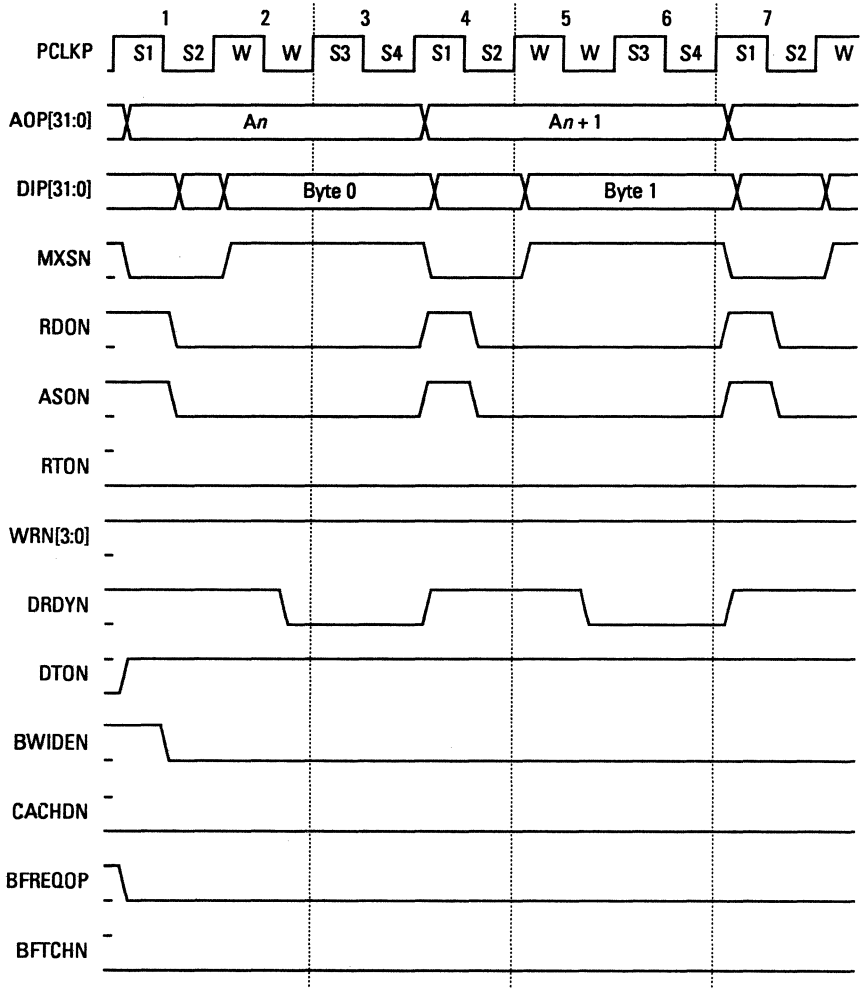 1 2 3 4 5 6 7
PCLKP S1 S2 W W S3 S4 S1 S2 W W S3 S4 S1 S2 W
AOP[31:0] An An + 1
DIP[31:0] Byte 0 Byte 1
MXSN
RDON
ASON
RTON
WRN[3:0]
DRDYN
DTON
BWIDEN
CACHDN
BFREQOP
BFTCHN